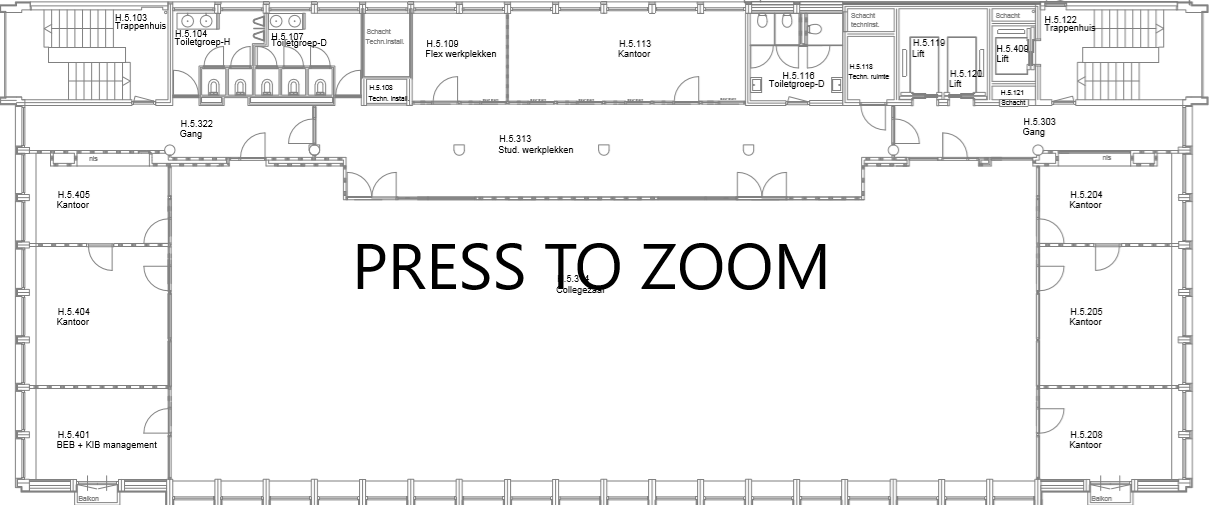 H.5.103
Trappenhuis
H.5.104
Toiletgroep-H
H.5.107
Toiletgroep-D
Schacht
Techn.install.
H.5.108
Techn. install.
H.5.109
Flex werkplekken
H.5.113
Kantoor
H.5.116
Toiletgroep-D
Schacht
techninst.
H.5.118
Techn. ruimte
H.5.119
Lift
H.5.120
Lift
Schacht
H.5.409
Lift
H.5.121
Schacht
H.5.122
Trappenhuis
H.5.322
Gang
H.5.313
Stud. werkplekken
H.5.303
Gang
nis
nis
H.5.405
Kantoor
H.5.204
Kantoor
PRESS TO ZOOM
Collegezaal
H.5.404
Kantoor
H.5.205
Kantoor
H.5.401
BEB + KIB management
H.5.208
Kantoor
Balkon
Balkon